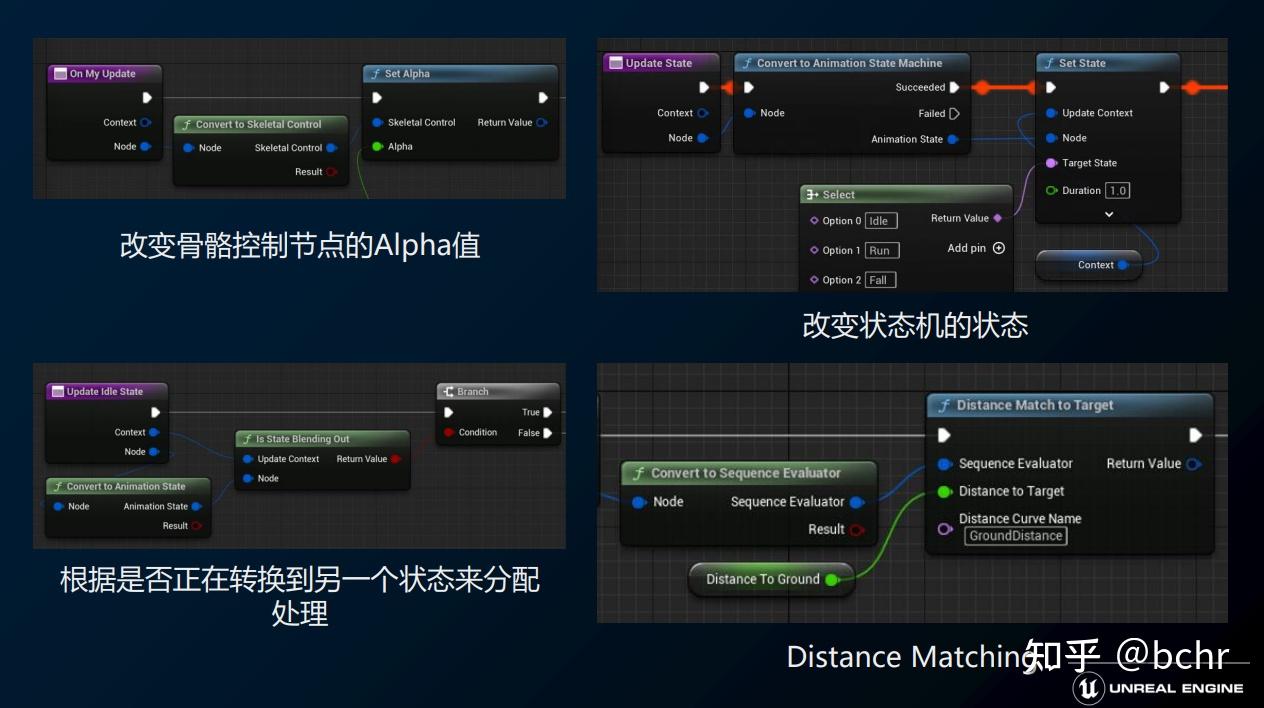 On My Update
Context
Node
Convert to Skeletal Control
Node
Skeletal Control
Result
Set Alpha
Skeletal Control
Return Value
Alpha
改变骨骼控制节点的Alpha值
Update State
Context
Node
Convert to Animation State Machine
Succeeded
Node
Failed
Animation State
Set State
Update Context
Node
Target State
Duration 1.0
Select
Option 0 Idle
Return Value
Option 1 Run
Add pin
Option 2 Fall
Context
改变状态机的状态
Update Idle State
Context
Node
Convert to Animation State
Node
Animation State
Result
Is State Blending Out
Update Context
Return Value
Node
Branch
True
Condition
False
根据是否正在转换到另一个状态来分配
处理
Convert to Sequence Evaluator
Node
Sequence Evaluator
Result
Distance To Ground
Distance Match to Target
Sequence Evaluator
Return Value
Distance to Target
Distance Curve Name
GroundDistance
Distance Matching
知乎 @bchr
UNREAL ENGINE